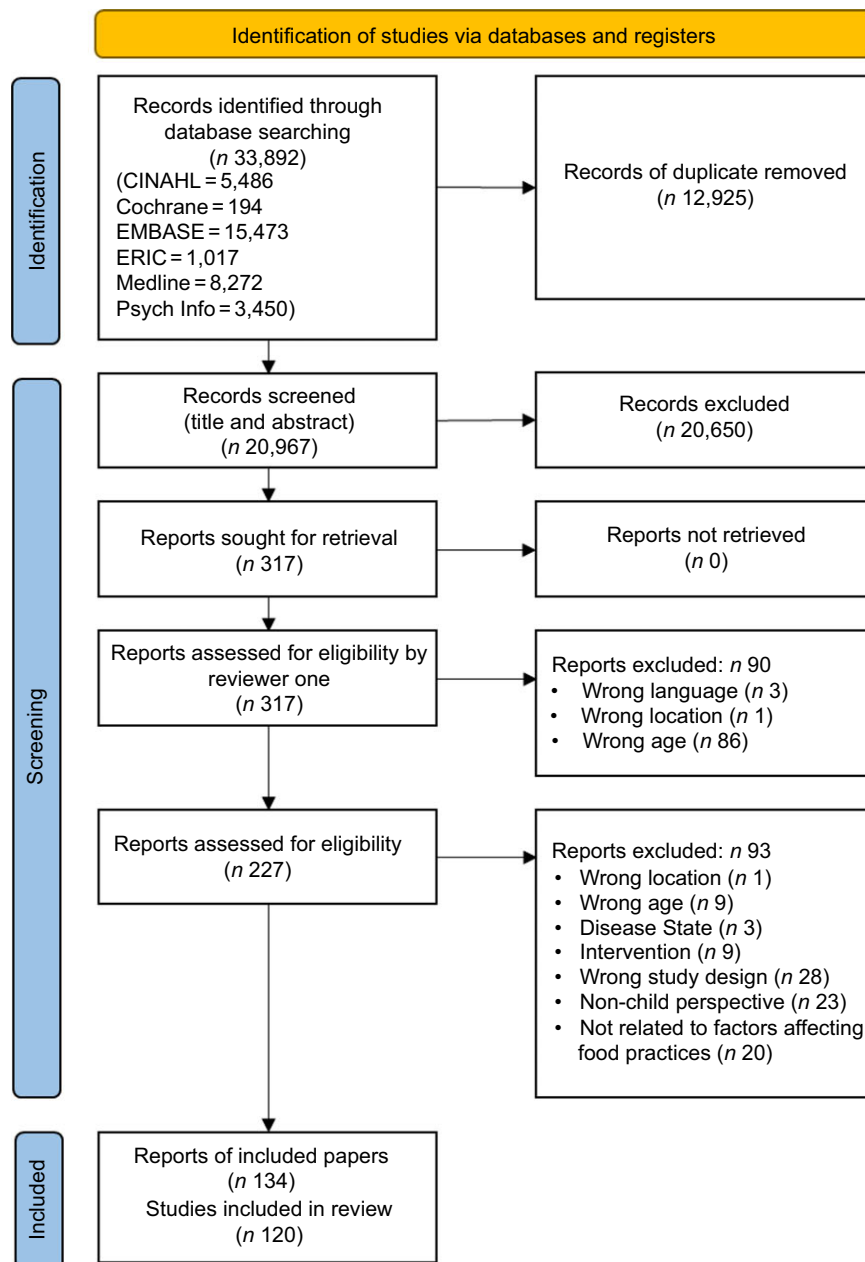 Identification of studies via databases and registers
Identification
Records identified through
database searching
(n 33,892)
(CINAHL = 5,486
Cochrane = 194
EMBASE = 15,473
ERIC = 1,017
Medline = 8,272
Psych Info = 3,450)
Records of duplicate removed
(n 12,925)
Screening
Records screened
(title and abstract)
(n 20,967)
Records excluded
(n 20,650)
Reports sought for retrieval
(n 317)
Reports not retrieved
(n 0)
Reports assessed for eligibility by
reviewer one
(n 317)
Reports excluded: n 90
• Wrong language (n 3)
• Wrong location (n 1)
• Wrong age (n 86)
Reports assessed for eligibility
(n 227)
Reports excluded: n 93
• Wrong location (n 1)
• Wrong age (n 9)
• Disease State (n 3)
• Intervention (n 9)
• Wrong study design (n 28)
• Non-child perspective (n 23)
• Not related to factors affecting
food practices (n 20)
Included
Reports of included papers
(n 134)
Studies included in review
(n 120)